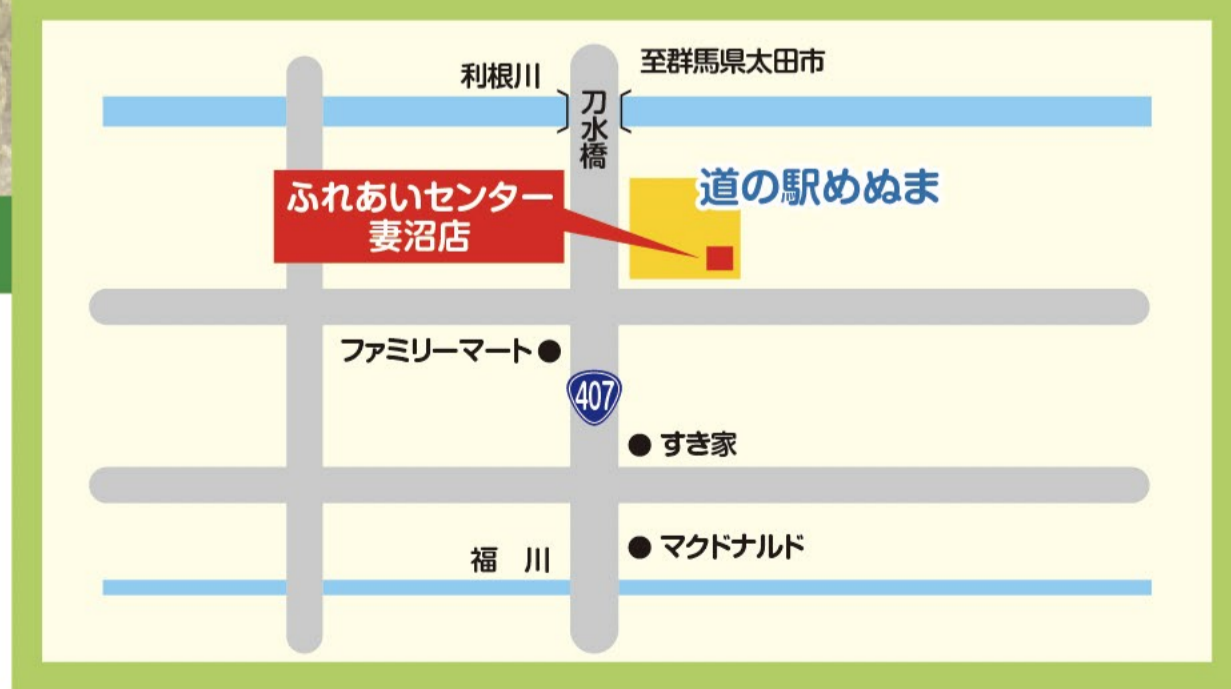 至群馬県太田市
利根川
刀水橋
道の駅めぬま
ふれあいセンター
妻沼店
ファミリーマート
407
すき家
マクドナルド
福 川